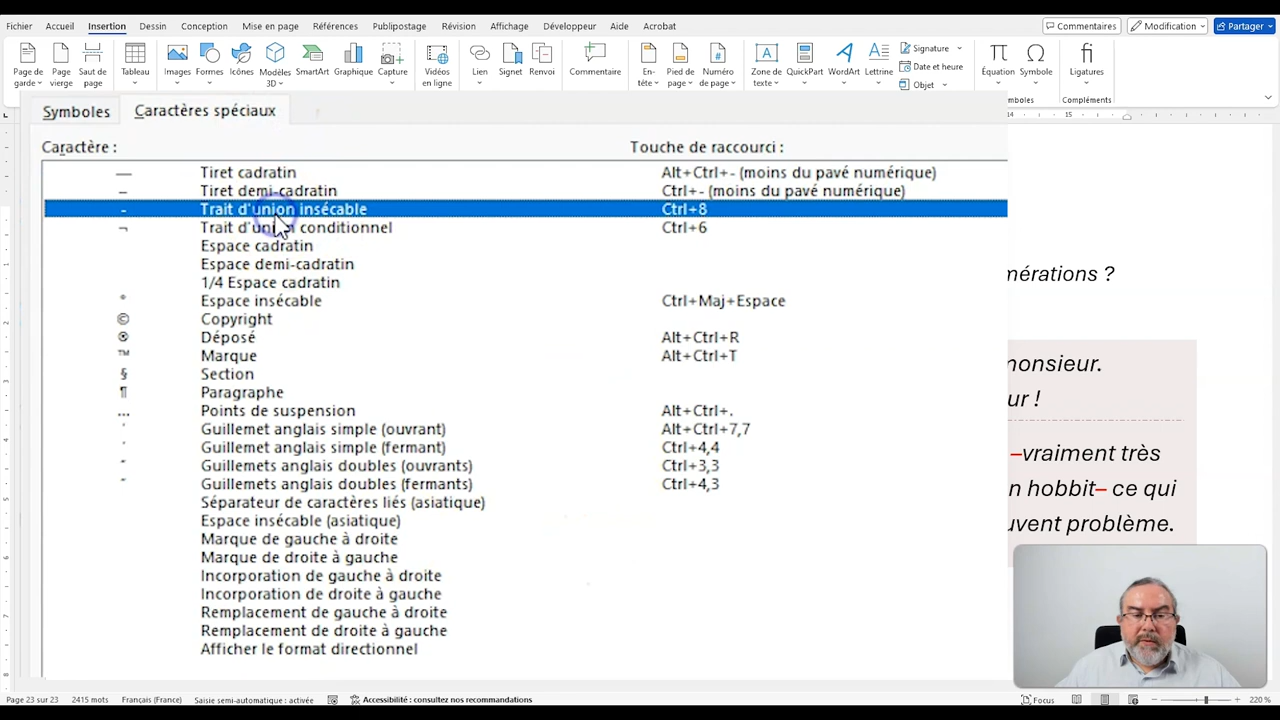 Fichier Accueil Insertion Dessin Conception Mise en page Références Publipostage Révision Affichage Développeur Aide Acrobat Commentaires Modification Partager
Page de garde Page vierge Saut de page Tableau Images Formes Icônes Modèles 3D SmartArt Graphique Capture Vidéos en ligne Lien Signet Renvoi Commentaire En-tête Pied de page Numéro de page Zone de texte QuickPart WordArt Lettrine Signature Date et heure Objet Équation Symbole Ligatures
mboles Compléments
Symboles Caractères spéciaux
14 15
Caractère : Touche de raccourci :
— Tiret cadratin Alt+Ctrl+- (moins du pavé numérique)
– Tiret demi-cadratin Ctrl+- (moins du pavé numérique)
- Trait d'union insécable Ctrl+8
¬ Trait d'union conditionnel Ctrl+6
Espace cadratin
Espace demi-cadratin
1/4 Espace cadratin
° Espace insécable Ctrl+Maj+Espace
© Copyright
® Déposé Alt+Ctrl+R
™ Marque Alt+Ctrl+T
§ Section
¶ Paragraphe
… Points de suspension Alt+Ctrl+.
Guillemet anglais simple (ouvrant) Alt+Ctrl+7,7
Guillemet anglais simple (fermant) Ctrl+4,4
Guillemets anglais doubles (ouvrants) Ctrl+3,3
Guillemets anglais doubles (fermants) Ctrl+4,3
Séparateur de caractères liés (asiatique)
Espace insécable (asiatique)
Marque de gauche à droite
Marque de droite à gauche
Incorporation de gauche à droite
Incorporation de droite à gauche
Remplacement de gauche à droite
Remplacement de droite à gauche
Afficher le format directionnel
mérations ?
monsieur.
ur !
–vraiment très
n hobbit– ce qui
uvent problème.
Page 23 sur 23 2415 mots Français (France) Saisie semi-automatique : activée Accessibilité : consultez nos recommandations Focus 220 %